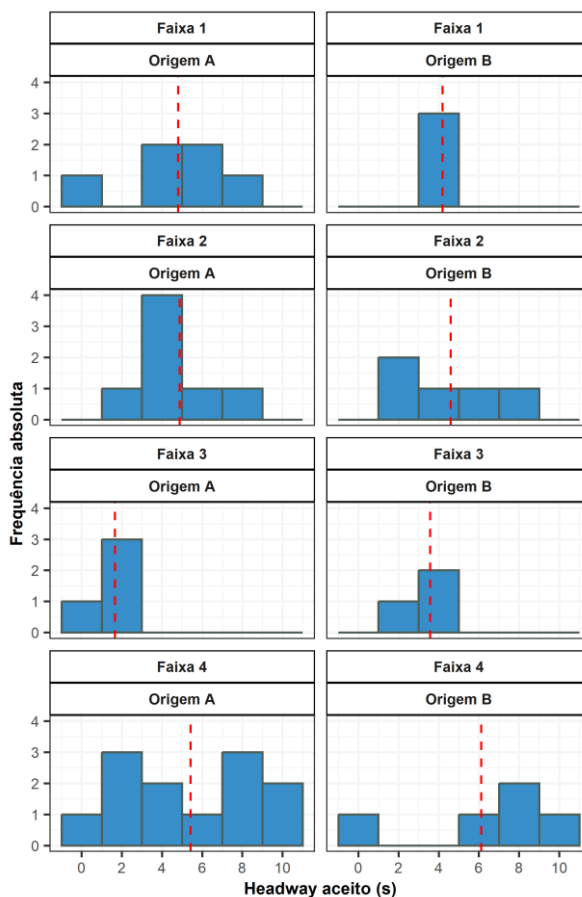 Faixa 1
Faixa 1
Origem A
Origem B
4
3
2
1
0
Faixa 2
Faixa 2
Origem A
Origem B
4
3
2
1
0
Faixa 3
Faixa 3
Origem A
Origem B
4
3
2
1
0
Faixa 4
Faixa 4
Origem A
Origem B
4
3
2
1
0
0 2 4 6 8 10
0 2 4 6 8 10
Headway aceito (s)
Frequência absoluta